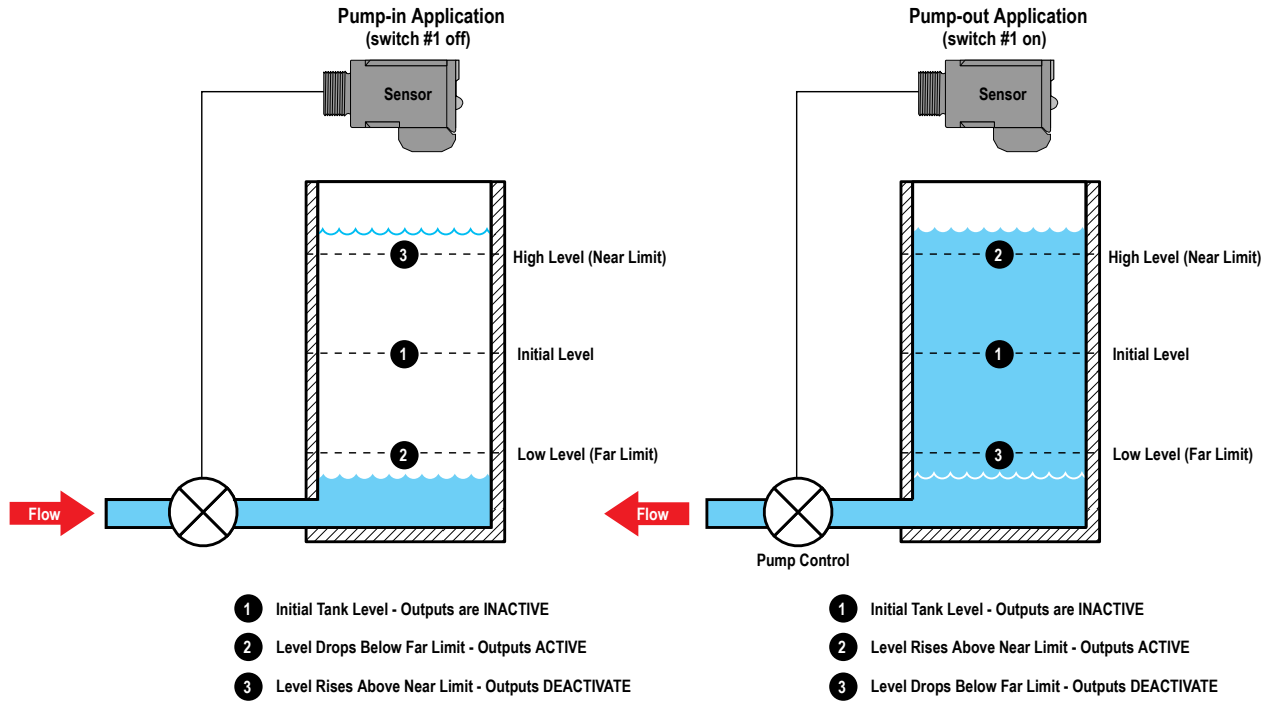 Pump-in Application
(switch #1 off)
Sensor
3
High Level (Near Limit)
1
Initial Level
2
Low Level (Far Limit)
Flow
1 Initial Tank Level - Outputs are INACTIVE
2 Level Drops Below Far Limit - Outputs ACTIVE
3 Level Rises Above Near Limit - Outputs DEACTIVATE
Pump-out Application
(switch #1 on)
Sensor
2
High Level (Near Limit)
1
Initial Level
3
Low Level (Far Limit)
Flow
Pump Control
1 Initial Tank Level - Outputs are INACTIVE
2 Level Rises Above Near Limit - Outputs ACTIVE
3 Level Drops Below Far Limit - Outputs DEACTIVATE